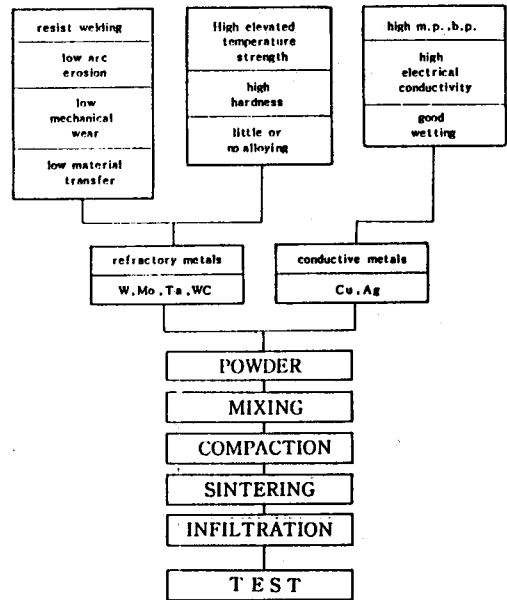 resist welding
low arc
erosion
low
mechanical
wear
low material
transfer
High elevated
temperature
strength
high
hardness
little or
no alloying
high m.p.,b.p.
high
electrical
conductivity
good
wetting
refractory metals
W,Mo,Ta,WC
conductive metals
Cu,Ag
POWDER
MIXING
COMPACTION
SINTERING
INFILTRATION
TEST